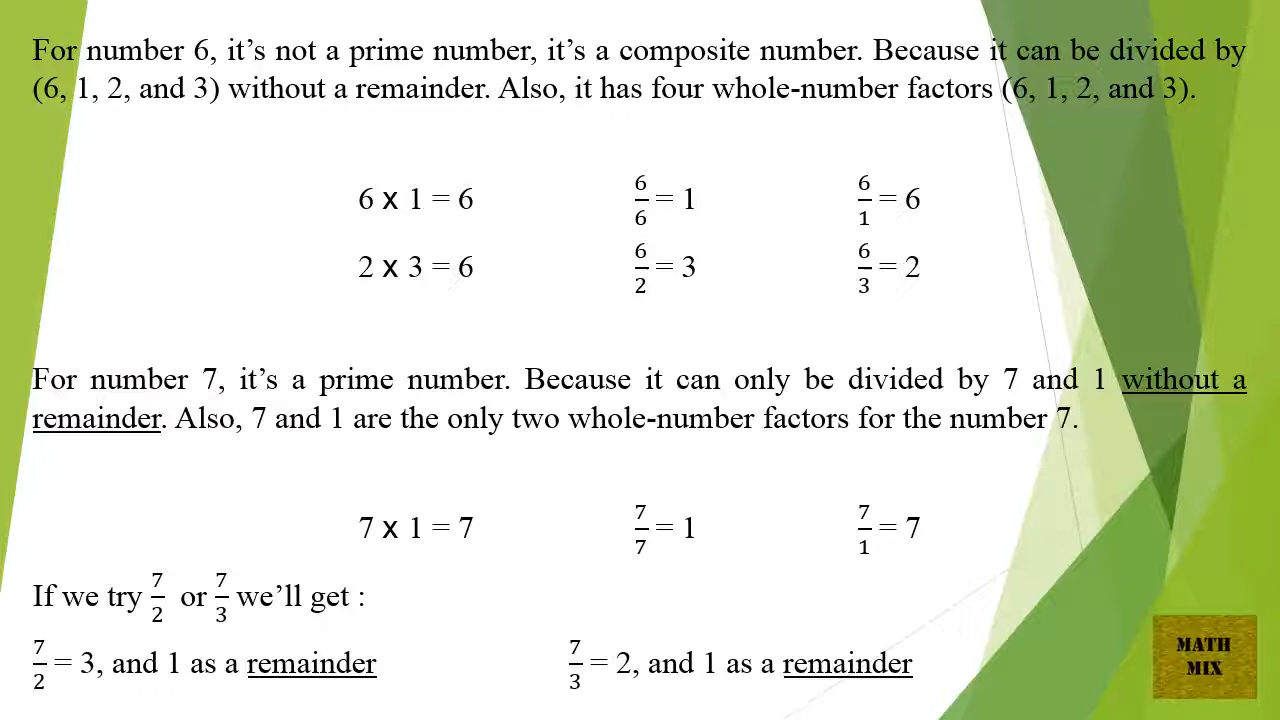 For number 6, it’s not a prime number, it’s a composite number. Because it can be divided by
(6, 1, 2, and 3) without a remainder. Also, it has four whole-number factors (6, 1, 2, and 3).
6 x 1 = 6 6/6 = 1 6/1 = 6
2 x 3 = 6 6/2 = 3 6/3 = 2
For number 7, it’s a prime number. Because it can only be divided by 7 and 1 without a
remainder. Also, 7 and 1 are the only two whole-number factors for the number 7.
7 x 1 = 7 7/7 = 1 7/1 = 7
If we try 7/2 or 7/3 we’ll get :
7/2 = 3, and 1 as a remainder 7/3 = 2, and 1 as a remainder
MATH
MIX